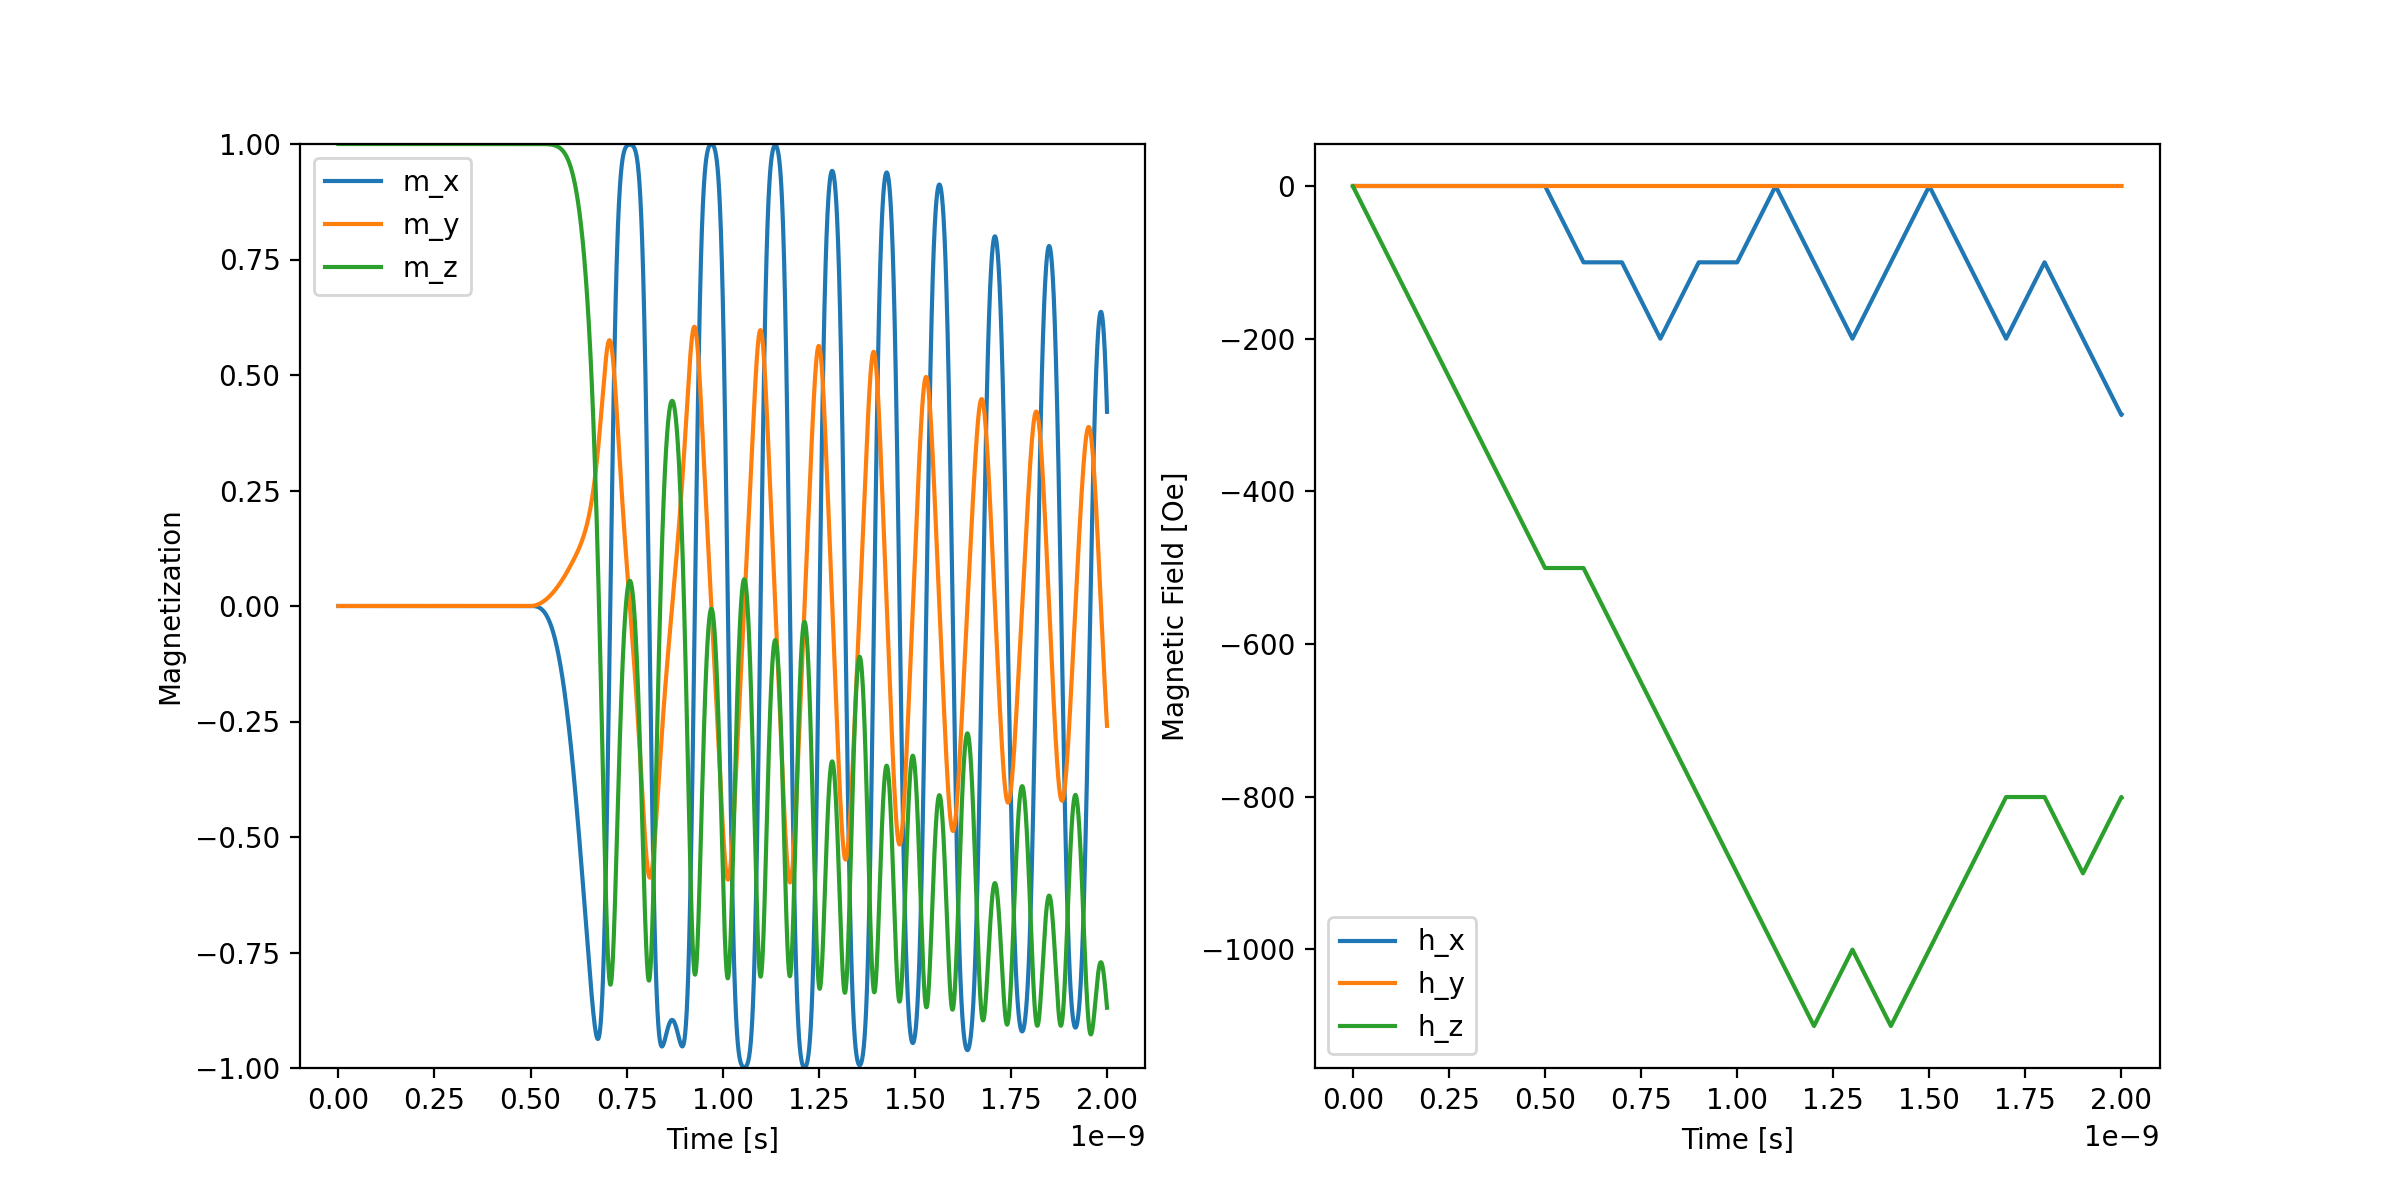 1.00
0.75
0.50
0.25
0.00
−0.25
−0.50
−0.75
−1.00
Magnetization
m_x
m_y
m_z
0.00 0.25 0.50 0.75 1.00 1.25 1.50 1.75 2.00
Time [s]
1e−9
0
−200
−400
−600
−800
−1000
Magnetic Field [Oe]
h_x
h_y
h_z
0.00 0.25 0.50 0.75 1.00 1.25 1.50 1.75 2.00
Time [s]
1e−9